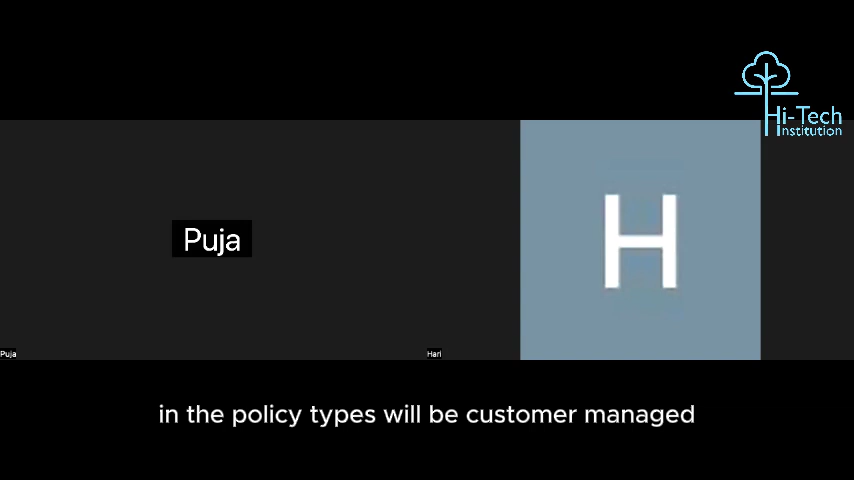 Hi-Tech
Institution
Puja
H
Puja
Hari
in the policy types will be customer managed